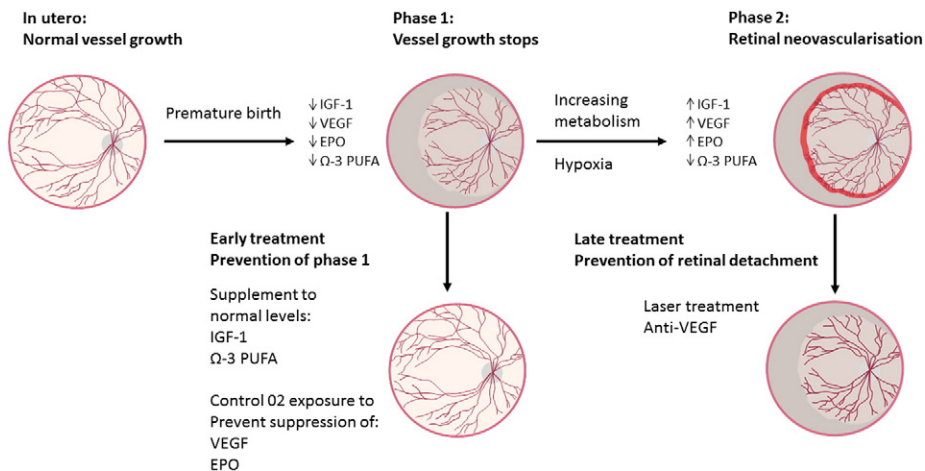 In utero:
Normal vessel growth
Phase 1:
Vessel growth stops
Phase 2:
Retinal neovascularisation
Premature birth
↓ IGF-1
↓ VEGF
↓ EPO
↓ Ω-3 PUFA
Increasing
metabolism
Hypoxia
↑ IGF-1
↑ VEGF
↑ EPO
↓ Ω-3 PUFA
Early treatment
Prevention of phase 1
Supplement to
normal levels:
IGF-1
Ω-3 PUFA
Control 02 exposure to
Prevent suppression of:
VEGF
EPO
Late treatment
Prevention of retinal detachment
Laser treatment
Anti-VEGF